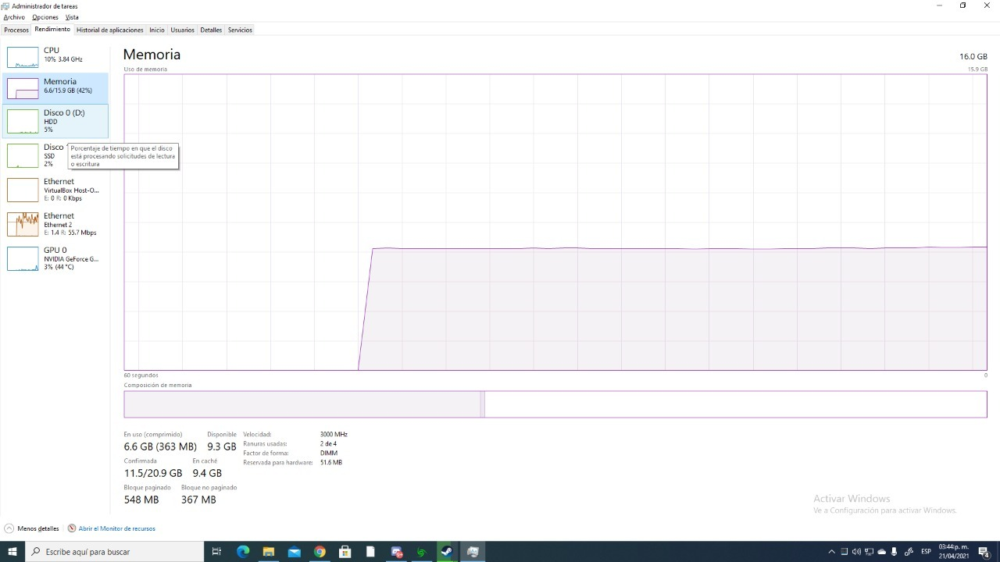 Administrador de tareas
Archivo Opciones Vista
Procesos Rendimiento Historial de aplicaciones Inicio Usuarios Detalles Servicios
CPU
10% 3.84 GHz
Memoria
6.6/15.9 GB (42%)
Disco 0 (D:)
HDD
5%
Disco
SSD
2%
Porcentaje de tiempo en que el disco
está procesando solicitudes de lectura
o escritura
Ethernet
VirtualBox Host-O...
E: 0 R: 0 Kbps
Ethernet
Ethernet 2
E: 1.4 R: 55.7 Mbps
GPU 0
NVIDIA GeForce G...
3% (44 °C)
Memoria
16.0 GB
Uso de memoria
15.9 GB
60 segundos
0
Composición de memoria
En uso (comprimido) Disponible
6.6 GB (363 MB) 9.3 GB
Confirmada En caché
11.5/20.9 GB 9.4 GB
Bloque paginado Bloque no paginado
548 MB 367 MB
Velocidad: 3000 MHz
Ranuras usadas: 2 de 4
Factor de forma: DIMM
Reservada para hardware: 51.6 MB
Activar Windows
Ve a Configuración para activar Windows.
Menos detalles
Abrir el Monitor de recursos
Escribe aquí para buscar
ESP
03:44p. m.
21/04/2021
4